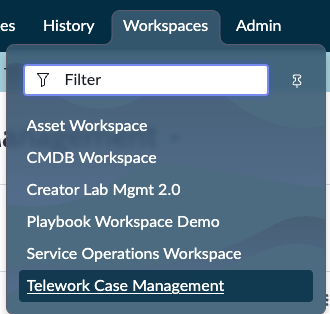 es History Workspaces Admin
Filter
Asset Workspace
CMDB Workspace
Creator Lab Mgmt 2.0
Playbook Workspace Demo
Service Operations Workspace
Telework Case Management